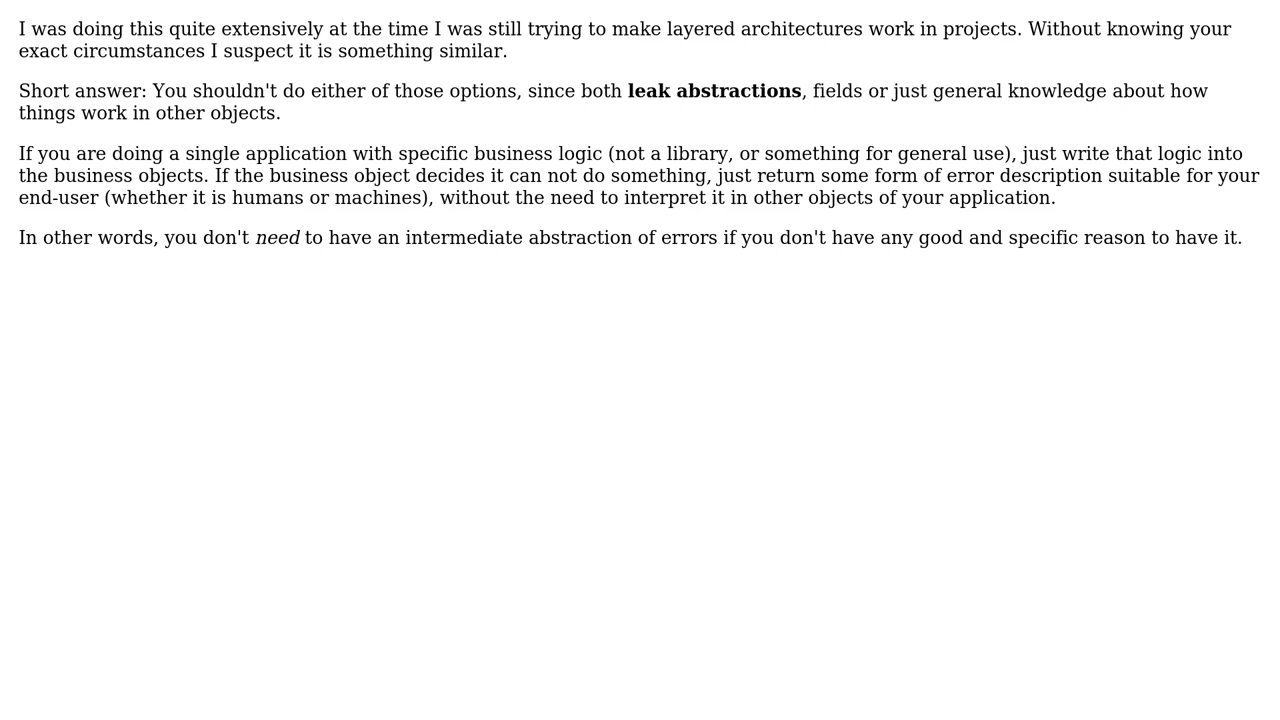 I was doing this quite extensively at the time I was still trying to make layered architectures work in projects. Without knowing your
exact circumstances I suspect it is something similar.
Short answer: You shouldn't do either of those options, since both leak abstractions, fields or just general knowledge about how
things work in other objects.
If you are doing a single application with specific business logic (not a library, or something for general use), just write that logic into
the business objects. If the business object decides it can not do something, just return some form of error description suitable for your
end-user (whether it is humans or machines), without the need to interpret it in other objects of your application.
In other words, you don't need to have an intermediate abstraction of errors if you don't have any good and specific reason to have it.